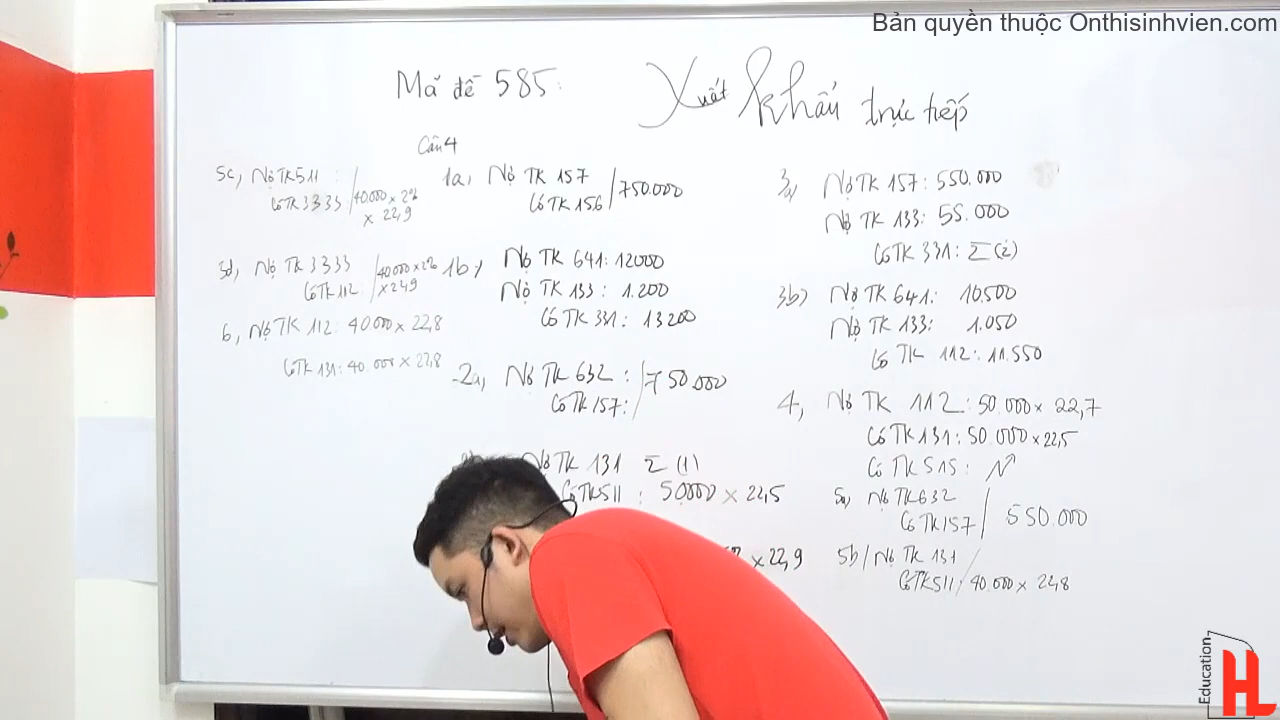 Bản quyền thuộc Onthisinhvien.com
Mã đề 585:
Xuất khẩu trực tiếp
Câu 4
5c, Nợ TK 511 :
Có TK 3333 : 40.000 x 2%
x 22,9
3d, Nợ TK 3333
Có TK 112 40 000 x 2%
x 22,9
6, Nợ TK 112: 40 000 x 22,8
Có TK 131: 40.000 x 22,8
1a, Nợ TK 157
Có TK 156 / 750.000
1b, Nợ TK 641: 12000
Nợ TK 133: 1.200
Có TK 331: 13 200
2a, Nợ TK 632 :
Có TK 157: / 750.000
Nợ TK 131 Σ (1)
Có TK 511 : 50.000 x 22,5
x 22,9
3a, Nợ TK 157: 550.000
Nợ TK 133: 55.000
Có TK 331: Σ (2)
3b) Nợ TK 641: 10.500
Nợ TK 133: 1.050
Có TK 112: 11.550
4, Nợ TK 112: 50.000 x 22,7
Có TK 131: 50.000 x 22,5
Có TK 515:
5a, Nợ TK 632
Có TK 157 / 550.000
5b/ Nợ TK 131
Có TK 511 / 40.000 x 22,8
Education
HL